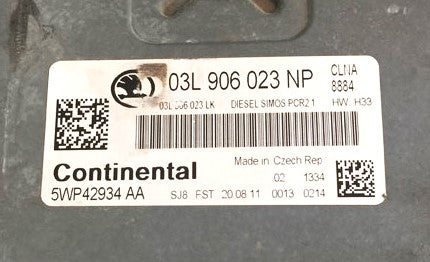 03L 906 023 NP CLNA
8884
03L 906 023 LK DIESEL SIMOS PCR2.1 HW: H33
Continental Made in Czech Rep
02 1334
5WP42934 AA SJ8 FST 20.08.11 0013 0214